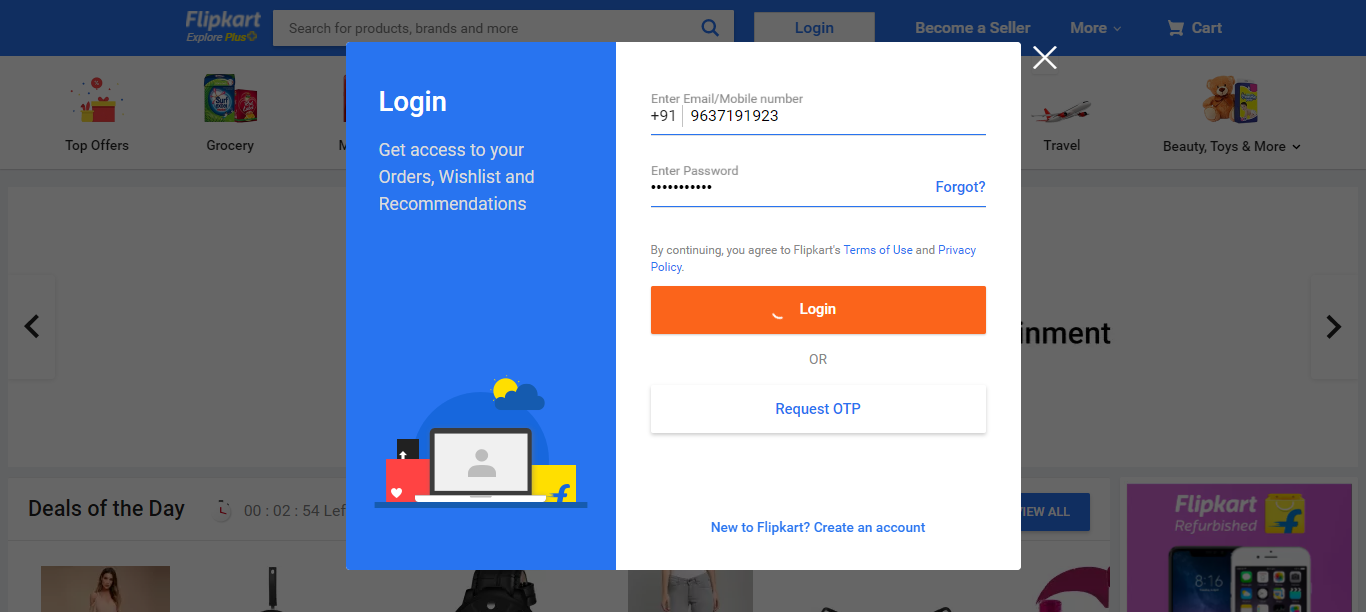 Flipkart
Explore Plus
Search for products, brands and more
Login
Become a Seller
More
Cart
Top Offers
Grocery
M
Travel
Beauty, Toys & More
Login
Get access to your
Orders, Wishlist and
Recommendations
Enter Email/Mobile number
+91 9637191923
Enter Password
•••••••••••
Forgot?
By continuing, you agree to Flipkart's Terms of Use and Privacy
Policy.
Login
OR
Request OTP
New to Flipkart? Create an account
inment
Deals of the Day
00 : 02 : 54 Lef
VIEW ALL
Flipkart
Refurbished
8:16